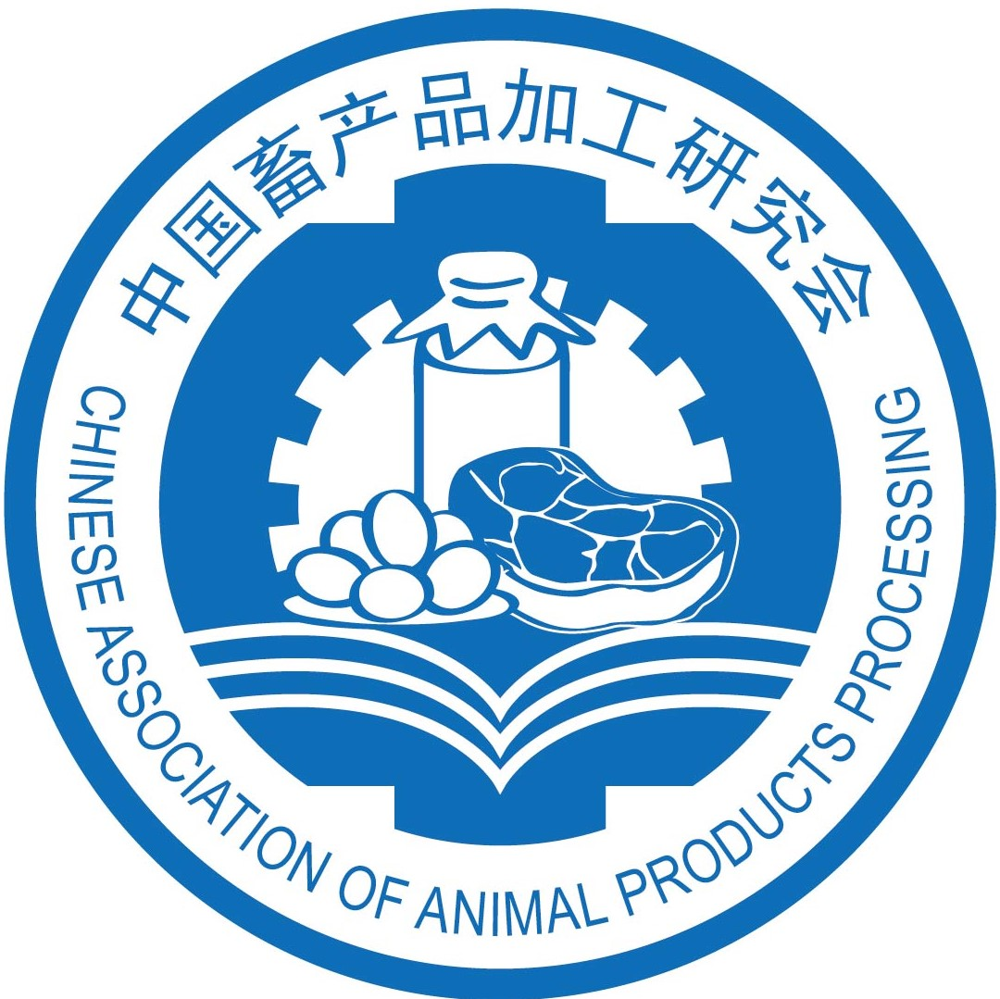 中国畜产品加工研究会
CHINESE ASSOCIATION OF ANIMAL PRODUCTS PROCESSING